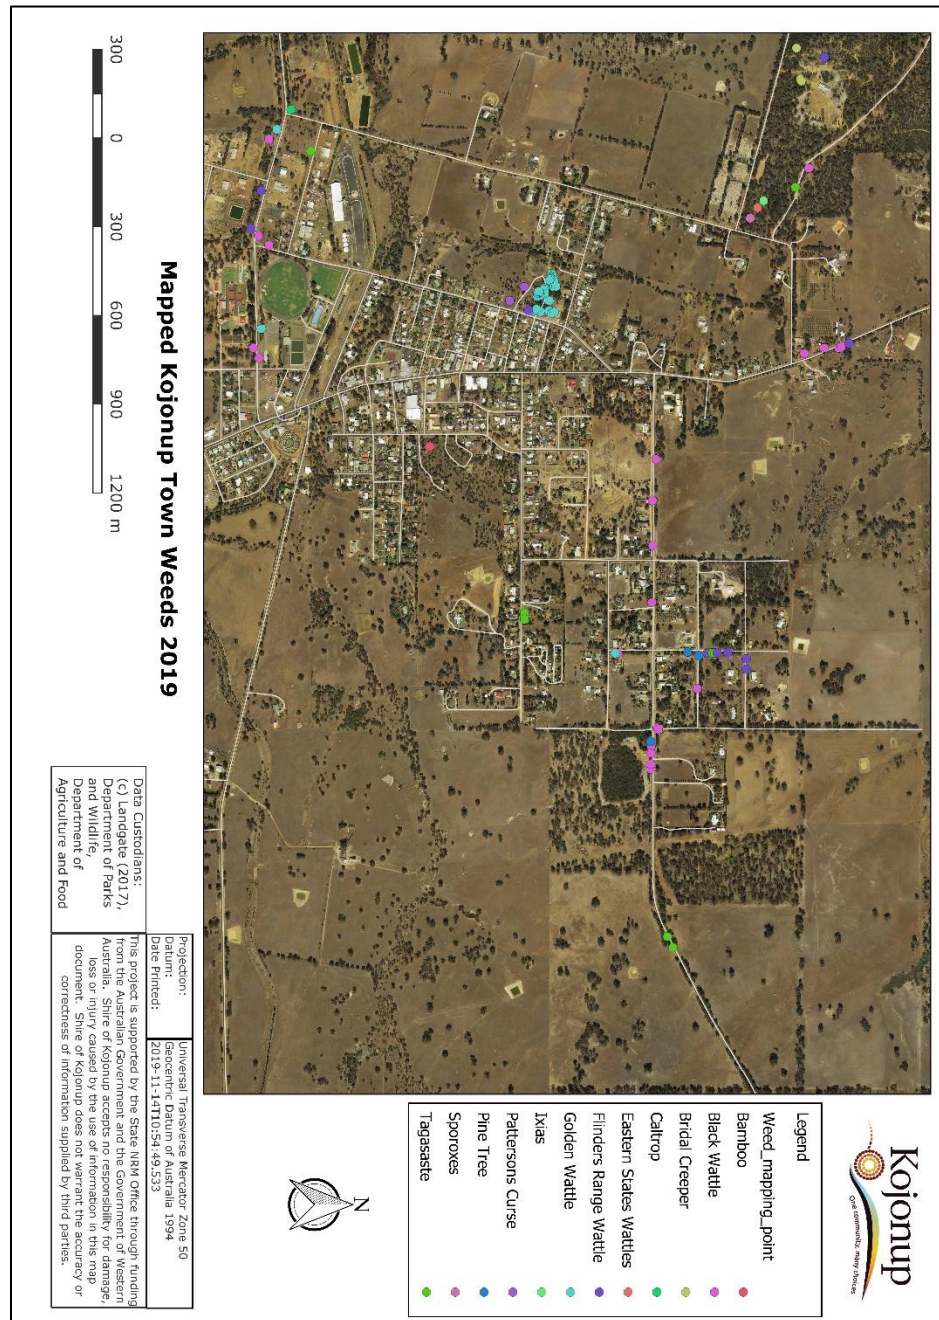 Kojonup
One community, many choices
Legend
Weed_mapping_point
Bamboo
Black Wattle
Bridal Creeper
Caltrop
Eastern States Wattles
Flinders Range Wattle
Golden Wattle
Ixias
Pattersons Curse
Pine Tree
Sporoxes
Tagasaste
N
Mapped Kojonup Town Weeds 2019
300 0 300 600 900 1200 m
Data Custodians:
(c) Landgate (2017),
Department of Parks
and Wildlife,
Department of
Agriculture and Food
Projection: Universal Transverse Mercator Zone 50
Datum: Geocentric Datum of Australia 1994
Date Printed: 2019-11-14T10:54:49.533
This project is supported by the State NRM Office through funding
from the Australian Government and the Government of Western
Australia. Shire of Kojonup accepts no responsibility for damage,
loss or injury caused by the use of information in this map
document. Shire of Kojonup does not warrant the accuracy or
correctness of information supplied by third parties.